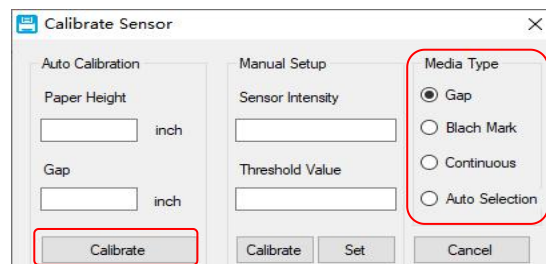 Calibrate Sensor
Auto Calibration
Paper Height
inch
Gap
inch
Calibrate
Manual Setup
Sensor Intensity
Threshold Value
Calibrate
Set
Media Type
Gap
Blach Mark
Continuous
Auto Selection
Cancel